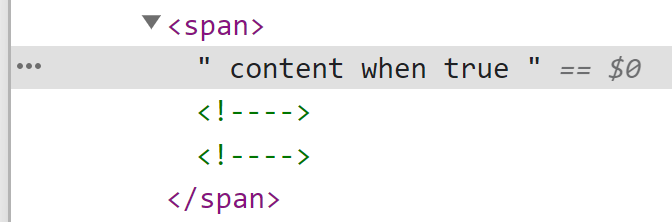 ▼<span>
••• " content when true " == $0
<!---->
<!---->
</span>